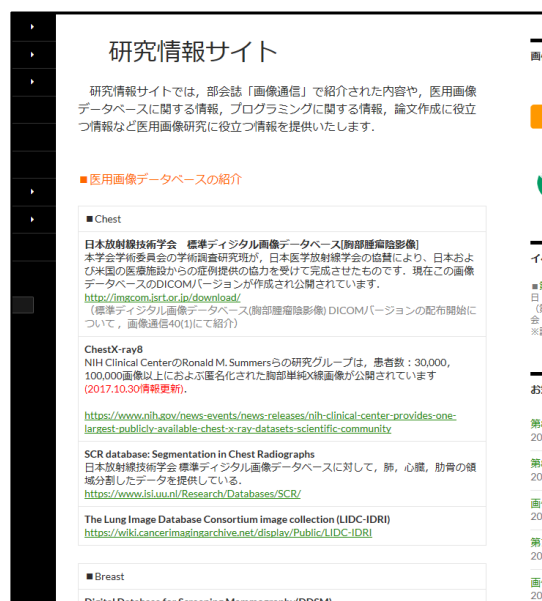 研究情報サイト
研究情報サイトでは，部会誌「画像通信」で紹介された内容や，医用画像
データベースに関する情報，プログラミングに関する情報，論文作成に役立
つ情報など医用画像研究に役立つ情報を提供いたします．
■医用画像データベースの紹介
■Chest
日本放射線技術学会　標準ディジタル画像データベース[胸部腫瘤陰影像]
本学会学術委員会の学術調査研究班が，日本医学放射線学会の協賛により、日本およ
び米国の医療施設からの症例提供の協力を受けて完成させたものです．現在この画像
データベースのDICOMバージョンが作成され公開されています．
http://imgcom.jsrt.or.jp/download/
（標準ディジタル画像データベース(胸部腫瘤陰影像) DICOMバージョンの配布開始に
ついて， 画像通信40(1)にて紹介）
ChestX-ray8
NIH Clinical CenterのRonald M. Summersらの研究グループは，患者数：30,000，
100,000画像以上におよぶ匿名化された胸部単純X線画像が公開されています
(2017.10.30情報更新)．
https://www.nih.gov/news-events/news-releases/nih-clinical-center-provides-one-
largest-publicly-available-chest-x-ray-datasets-scientific-community
SCR database: Segmentation in Chest Radiographs
日本放射線技術学会 標準ディジタル画像データベースに対して，肺，心臓，肋骨の領
域分割したデータを提供している．
https://www.isi.uu.nl/Research/Databases/SCR/
The Lung Image Database Consortium image collection (LIDC-IDRI)
https://wiki.cancerimagingarchive.net/display/Public/LIDC-IDRI
■Breast
Digital Database for Screening Mammography(DDSM)